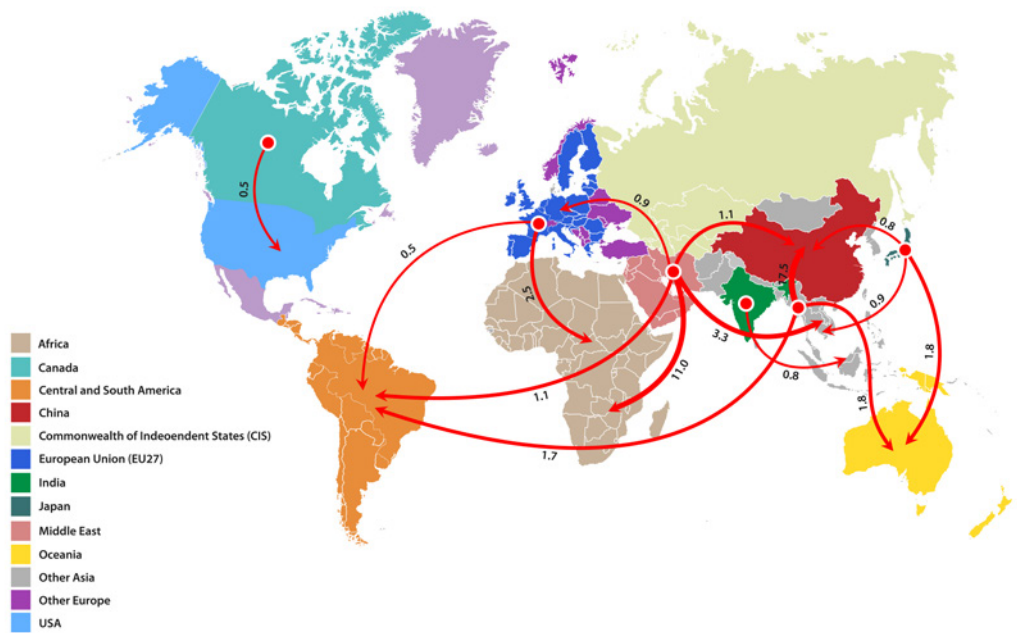 0.5
0.9
1.1
0.8
0.5
2.5
3.3
0.9
11.0
0.8
1.8
1.1
1.8
1.7
Africa
Canada
Central and South America
China
Commonwealth of Indeoendent States (CIS)
European Union (EU27)
India
Japan
Middle East
Oceania
Other Asia
Other Europe
USA